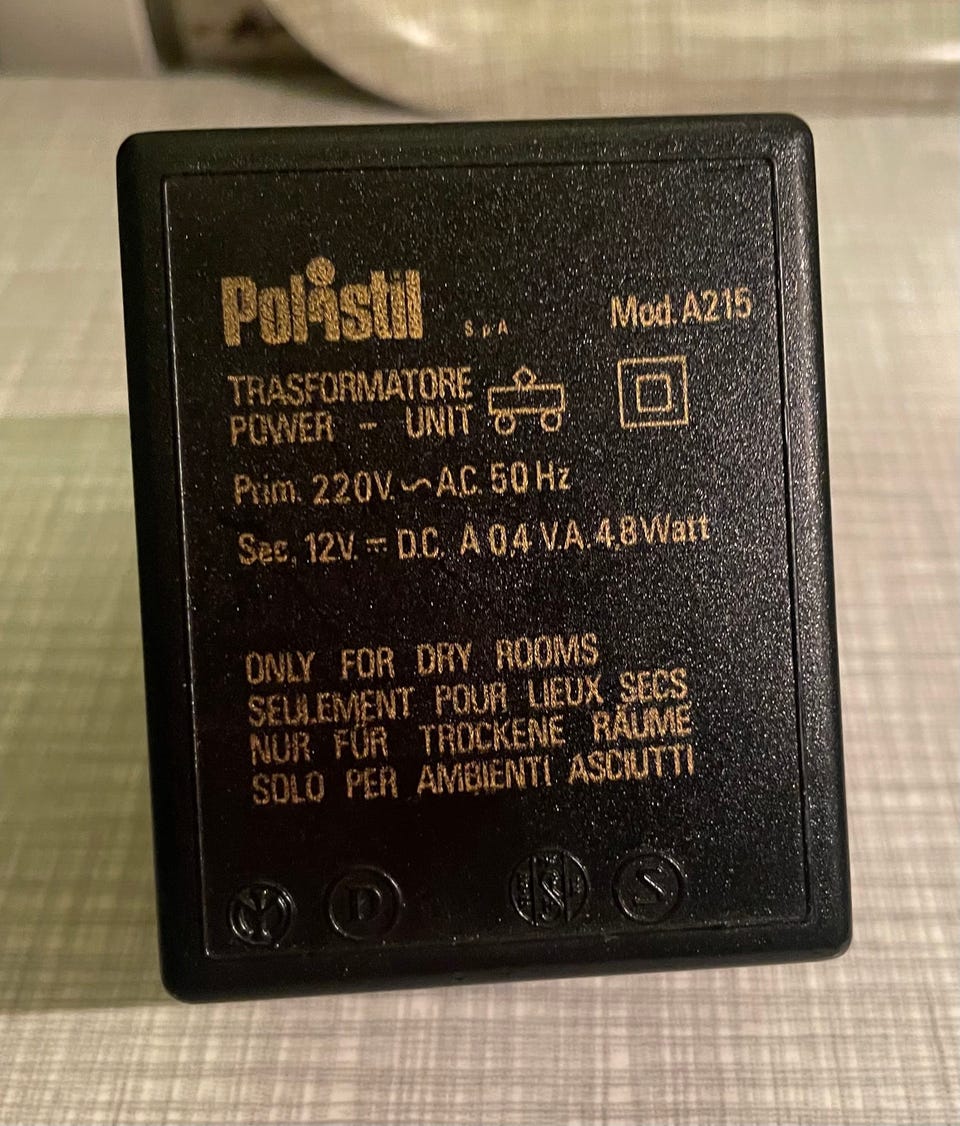 Polistil S.p.A Mod. A215
TRASFORMATORE
POWER - UNIT
Prim. 220V. ~ A.C. 50 Hz
Sec. 12V. ⎓ D.C. A 0,4 V.A. 4,8 Watt
ONLY FOR DRY ROOMS
SEULEMENT POUR LIEUX SECS
NUR FÜR TROCKENE RÄUME
SOLO PER AMBIENTI ASCIUTTI
D S